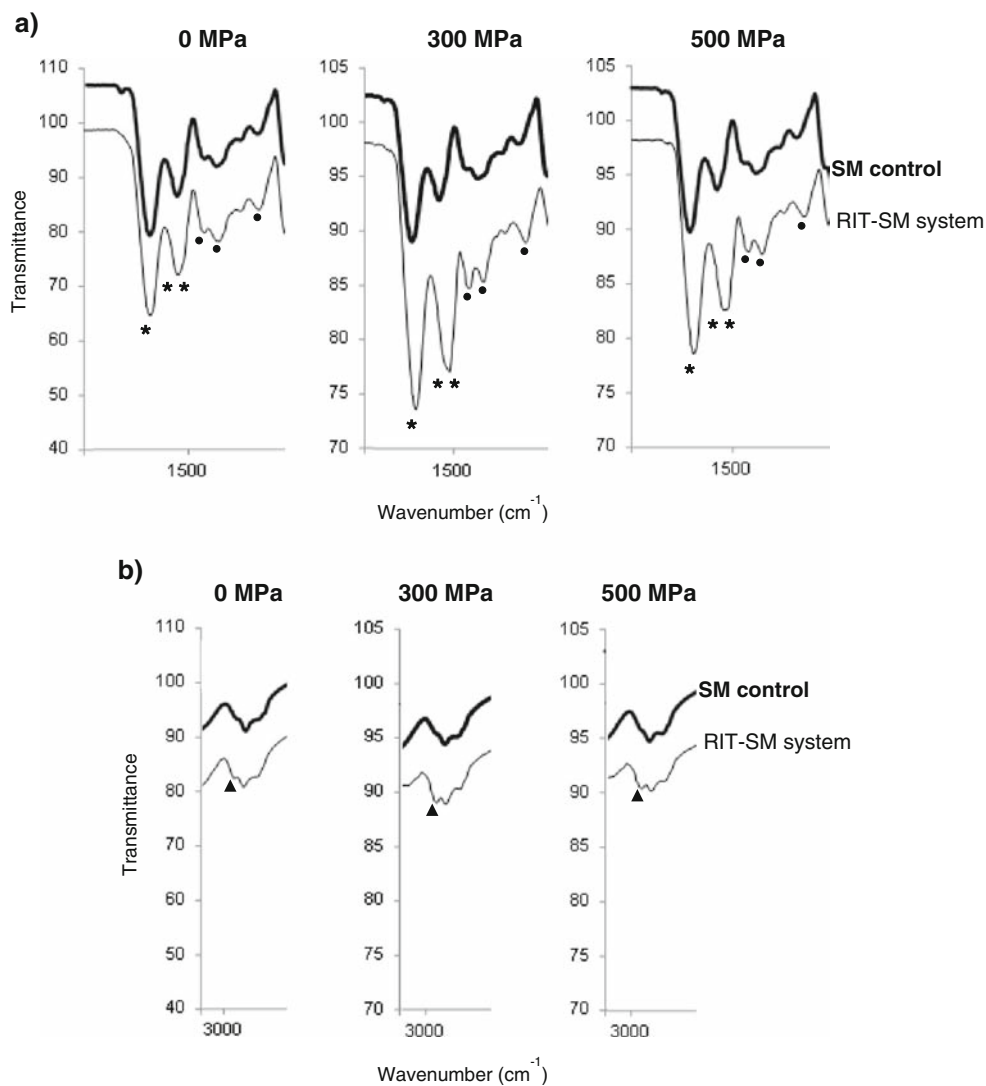 a)
0 MPa
300 MPa
500 MPa
110
100
90
80
70
60
50
40
Transmittance
1500
105
100
95
90
85
80
75
70
1500
105
100
95
90
85
80
75
70
1500
SM control
RIT-SM system
* * *
* * *
* * *
Wavenumber (cm⁻¹)
b)
0 MPa
300 MPa
500 MPa
110
100
90
80
70
60
50
40
Transmittance
3000
105
100
95
90
85
80
75
70
3000
105
100
95
90
85
80
75
70
3000
SM control
RIT-SM system
Wavenumber (cm⁻¹)